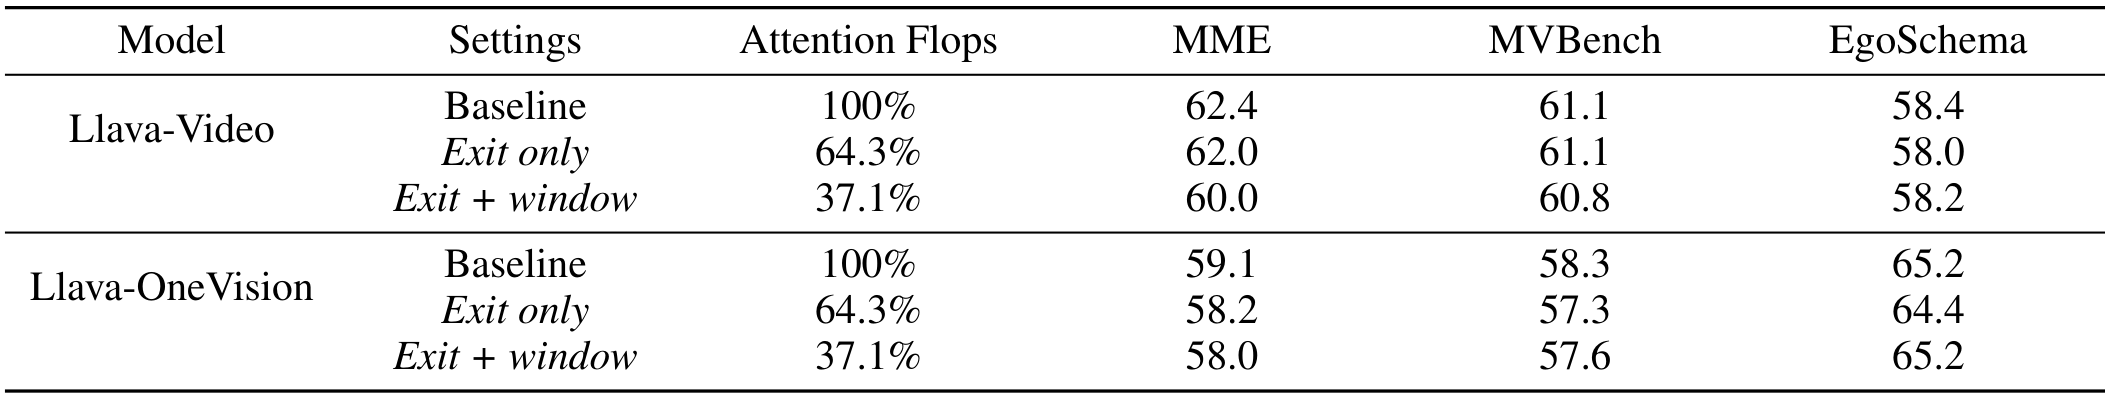 Model Settings Attention Flops MME MVBench EgoSchema
Llava-Video
Baseline 100% 62.4 61.1 58.4
Exit only 64.3% 62.0 61.1 58.0
Exit + window 37.1% 60.0 60.8 58.2
Llava-OneVision
Baseline 100% 59.1 58.3 65.2
Exit only 64.3% 58.2 57.3 64.4
Exit + window 37.1% 58.0 57.6 65.2